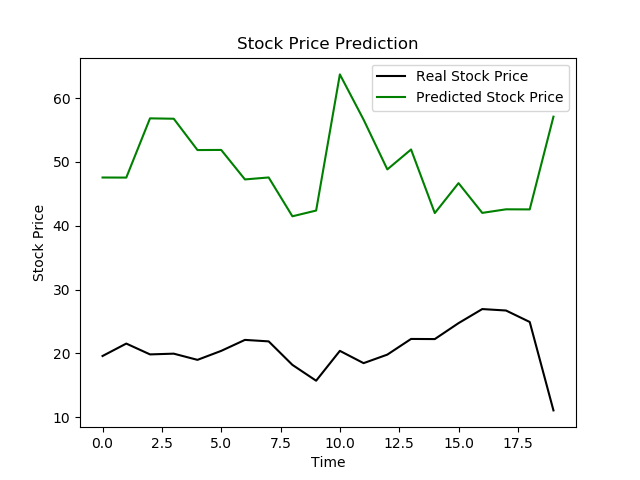 Stock Price Prediction
Real Stock Price
Predicted Stock Price
Stock Price
60
50
40
30
20
10
0.0 2.5 5.0 7.5 10.0 12.5 15.0 17.5
Time